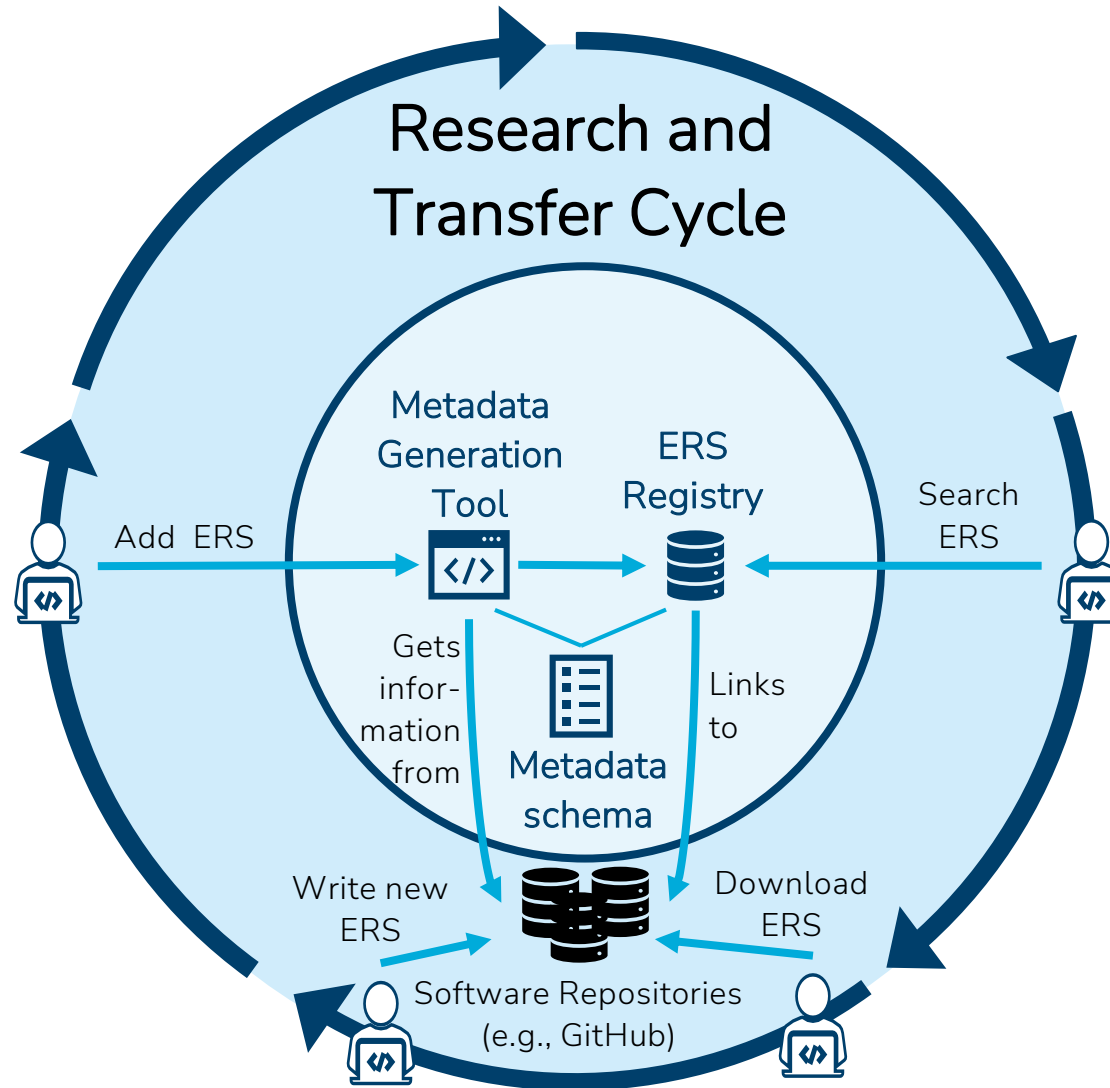 Research and
Transfer Cycle
Metadata
Generation
Tool
ERS
Registry
Search
ERS
Add ERS
</>
Gets
infor-
mation
from
Links
to
Metadata
schema
Write new
ERS
Download
ERS
Software Repositories
(e.g., GitHub)
</>
</>
</>
</>